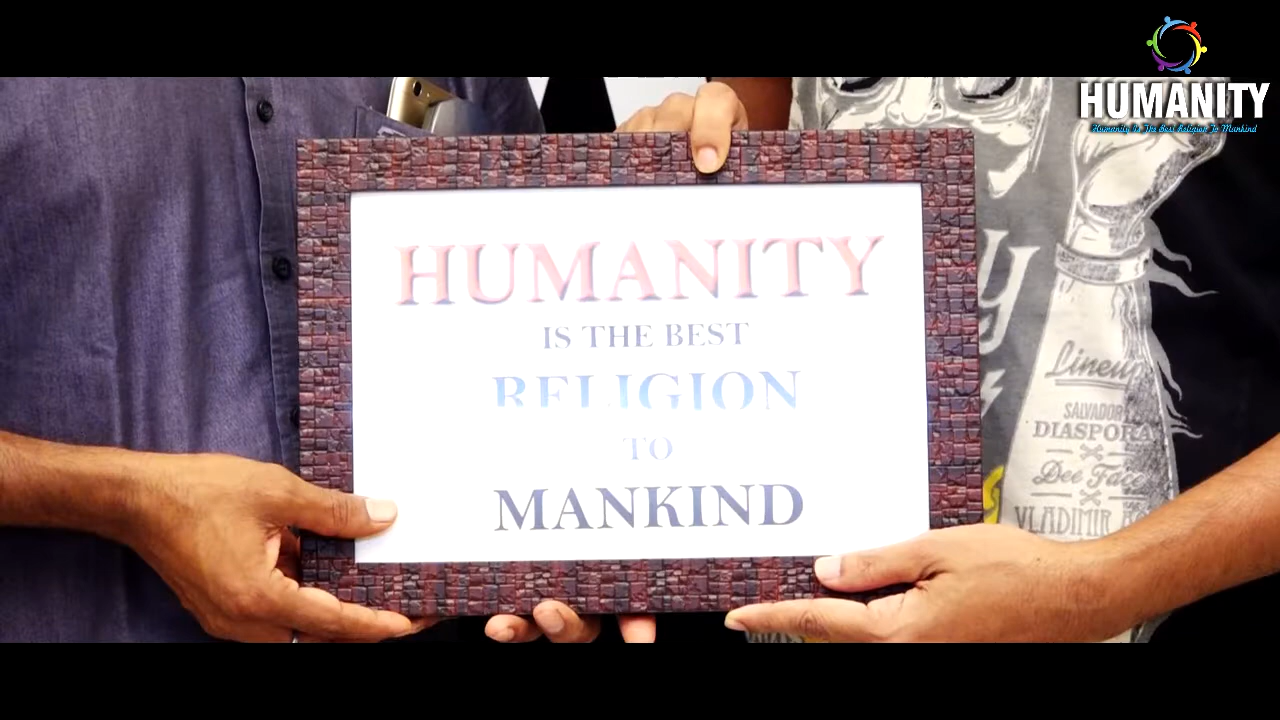 HUMANITY
Humanity Is The Best Religion To Mankind
HUMANITY
IS THE BEST
RELIGION
TO
MANKIND
Lineup
SALVADOR
DIASPORA
Dee Face
VLADIMIR